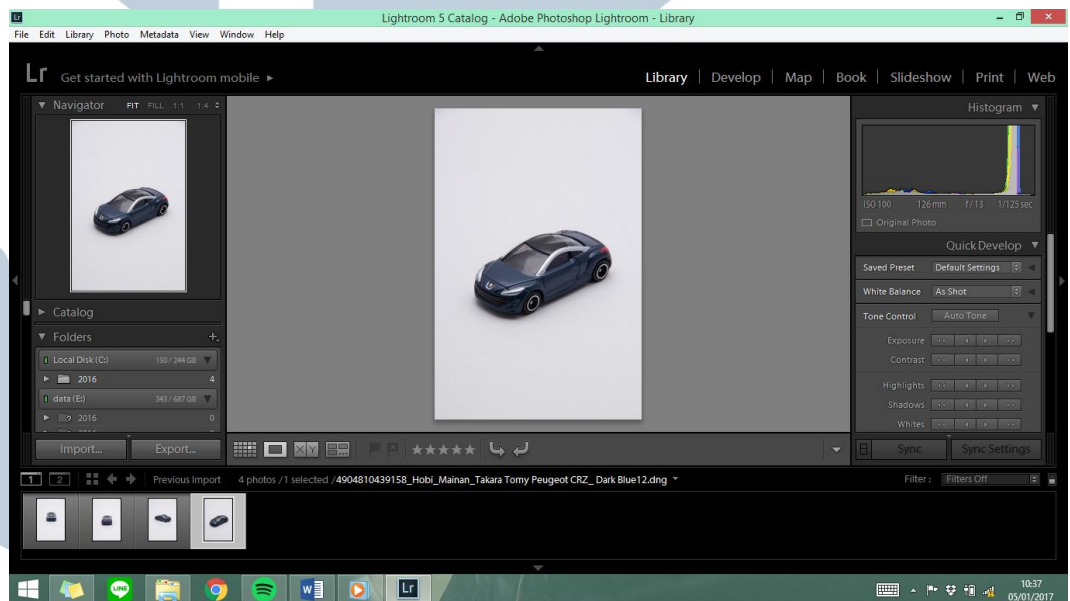 Lr
Lightroom 5 Catalog - Adobe Photoshop Lightroom - Library
File Edit Library Photo Metadata View Window Help
Lr Get started with Lightroom mobile
Library | Develop | Map | Book | Slideshow | Print | Web
Navigator FIT FILL 1:1 1:4
Catalog
Folders
Local Disk (C:) 150 / 244 GB
2016 4
data (E:) 343 / 687 GB
2016 0
Import... Export...
Histogram
ISO 100 126 mm f / 13 1/125 sec
Original Photo
Quick Develop
Saved Preset Default Settings
White Balance As Shot
Tone Control Auto Tone
Exposure
Contrast
Highlights
Shadows
Whites
Sync Sync Settings
X Y
1 2 Previous Import 4 photos / 1 selected / 4904810439158_Hobi_Mainan_Takara Tomy Peugeot CRZ_ Dark Blue12.dng
Filter : Filters Off
LINE
W
Lr
10:37
05/01/2017